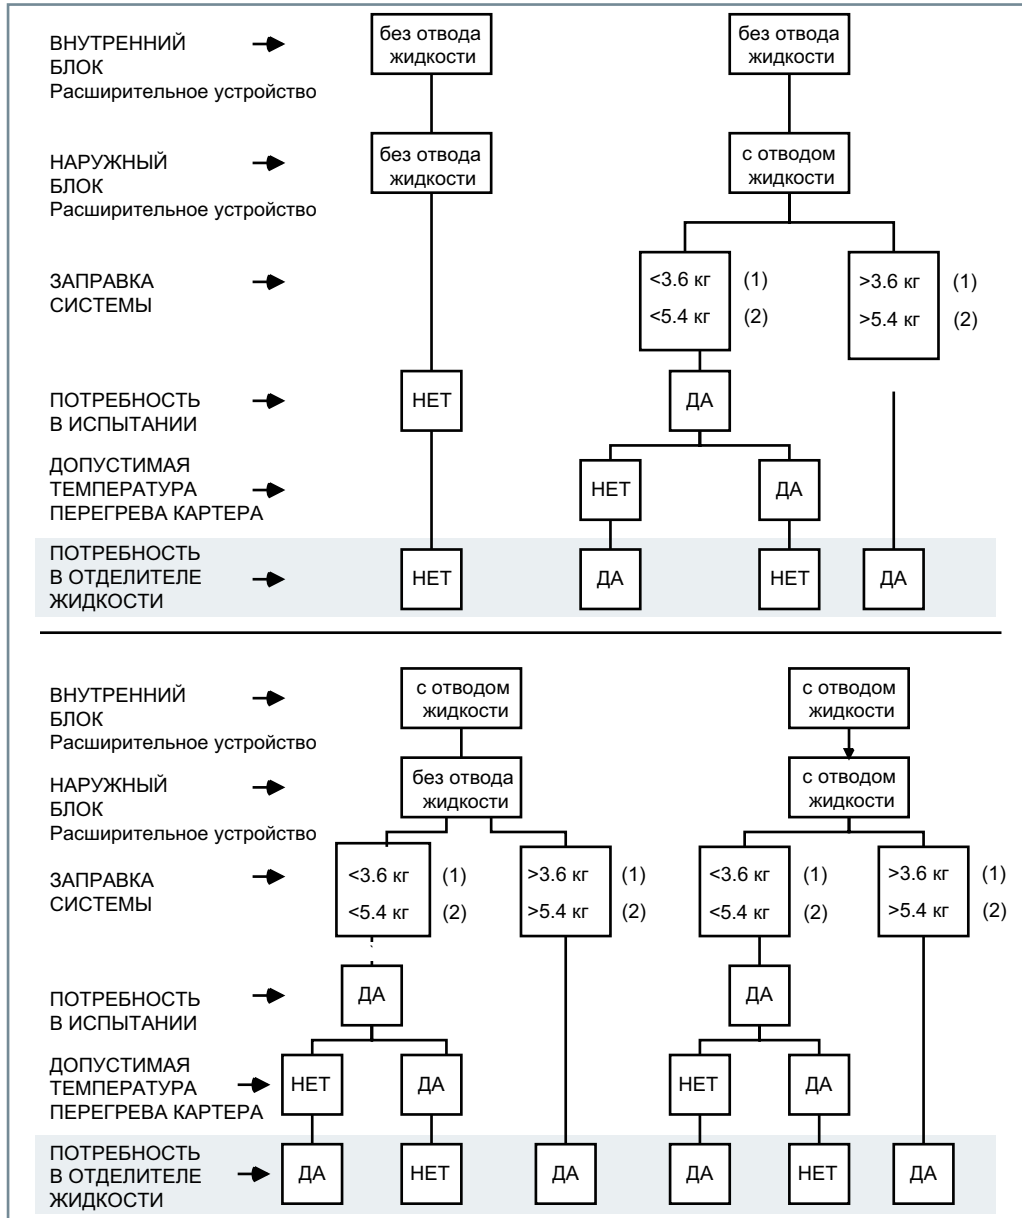 ВНУТРЕННИЙ
БЛОК
Расширительное устройство
без отвода
жидкости
без отвода
жидкости
НАРУЖНЫЙ
БЛОК
Расширительное устройство
без отвода
жидкости
с отводом
жидкости
ЗАПРАВКА
СИСТЕМЫ
<3.6 кг (1)
<5.4 кг (2)
>3.6 кг (1)
>5.4 кг (2)
ПОТРЕБНОСТЬ
В ИСПЫТАНИИ
НЕТ
ДА
ДОПУСТИМАЯ
ТЕМПЕРАТУРА
ПЕРЕГРЕВА КАРТЕРА
НЕТ
ДА
ПОТРЕБНОСТЬ
В ОТДЕЛИТЕЛЕ
ЖИДКОСТИ
НЕТ
ДА
НЕТ
ДА
ВНУТРЕННИЙ
БЛОК
Расширительное устройство
с отводом
жидкости
с отводом
жидкости
НАРУЖНЫЙ
БЛОК
Расширительное устройство
без отвода
жидкости
с отводом
жидкости
ЗАПРАВКА
СИСТЕМЫ
<3.6 кг (1)
<5.4 кг (2)
>3.6 кг (1)
>5.4 кг (2)
<3.6 кг (1)
<5.4 кг (2)
>3.6 кг (1)
>5.4 кг (2)
ПОТРЕБНОСТЬ
В ИСПЫТАНИИ
ДА
ДА
ДОПУСТИМАЯ
ТЕМПЕРАТУРА
ПЕРЕГРЕВА КАРТЕРА
НЕТ
ДА
НЕТ
ДА
ПОТРЕБНОСТЬ
В ОТДЕЛИТЕЛЕ
ЖИДКОСТИ
ДА
НЕТ
ДА
ДА
НЕТ
ДА